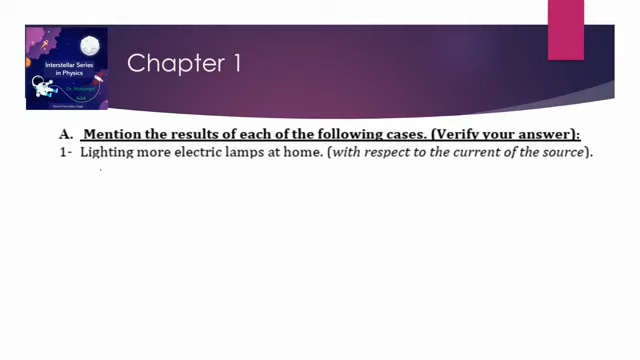 Interstellar Series
in Physics
Chapter 1
A. Mention the results of each of the following cases. (Verify your answer):
1- Lighting more electric lamps at home. (with respect to the current of the source).